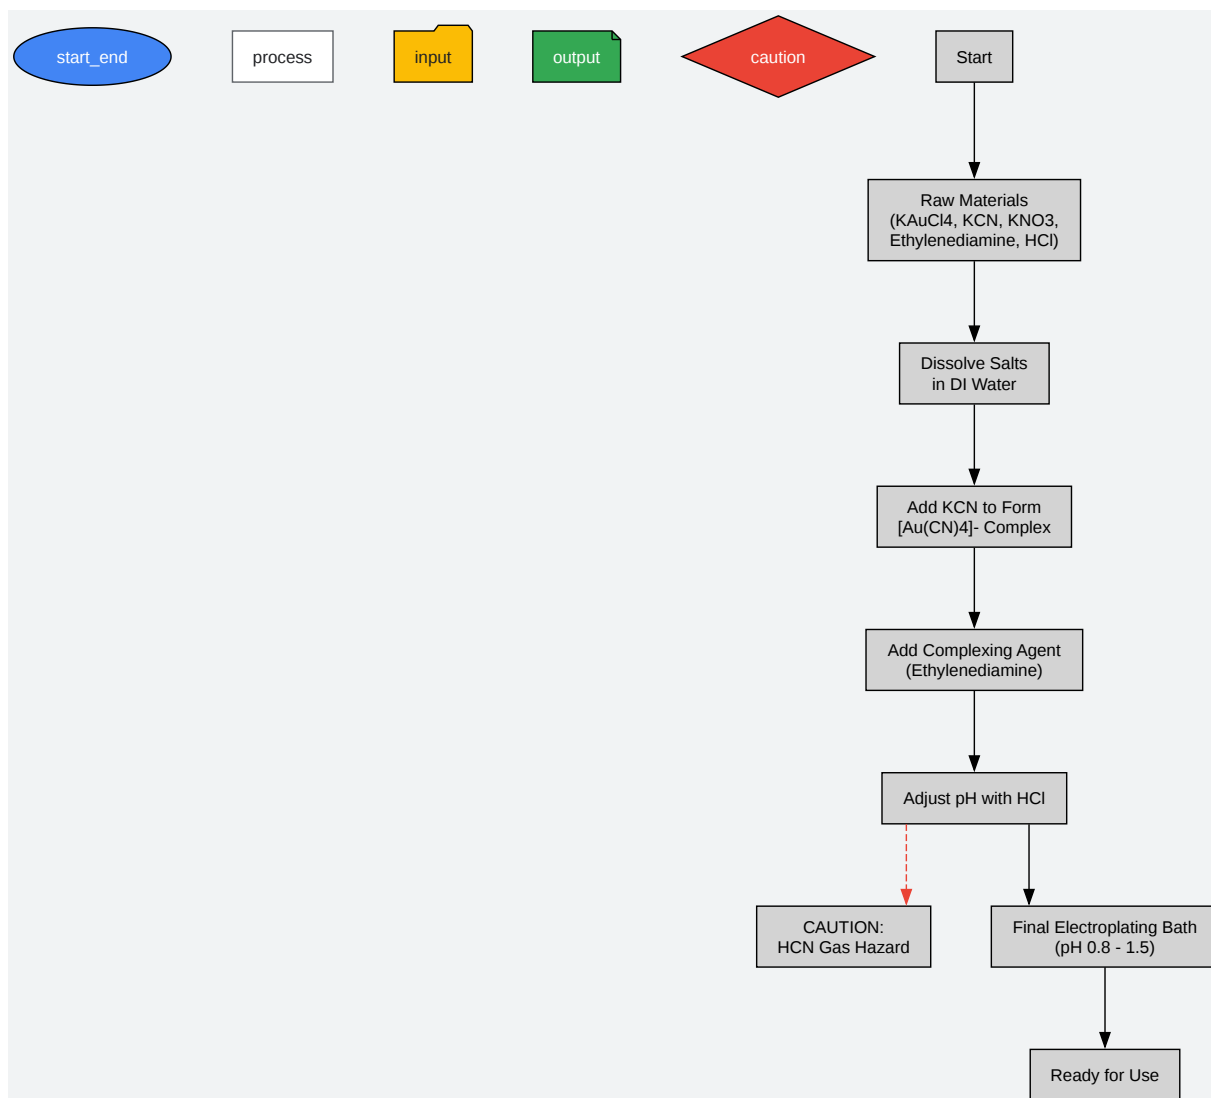 start_end
process
input
output
caution
Start
Raw Materials
(KAuCl4, KCN, KNO3,
Ethylenediamine, HCl)
Dissolve Salts
in DI Water
Add KCN to Form
[Au(CN)4]- Complex
Add Complexing Agent
(Ethylenediamine)
Adjust pH with HCl
CAUTION:
HCN Gas Hazard
Final Electroplating Bath
(pH 0.8 - 1.5)
Ready for Use